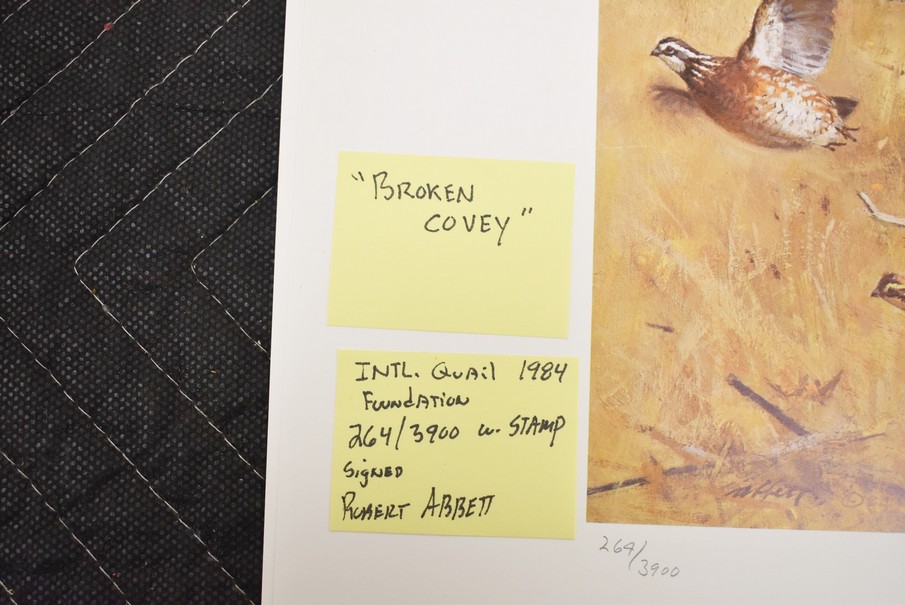 "BROKEN
COVEY"
INTL. QUAIL 1984
FOUNDATION
264/3900 w. STAMP
SIGNED
ROBERT ABBETT
264/3900